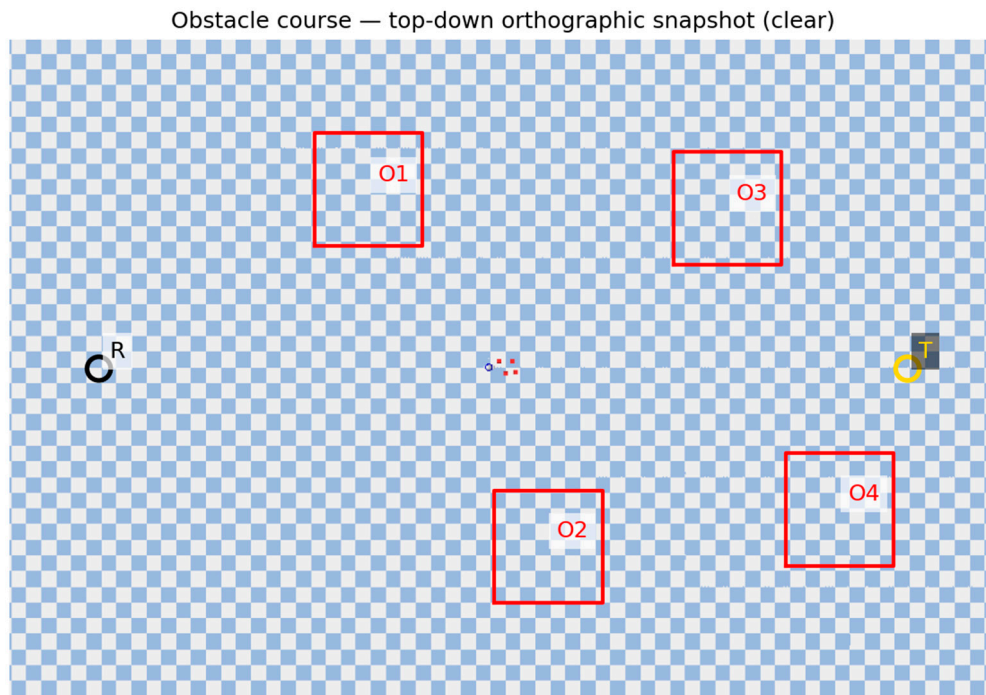 Obstacle course — top-down orthographic snapshot (clear)
O1
O3
R
T
O4
O2